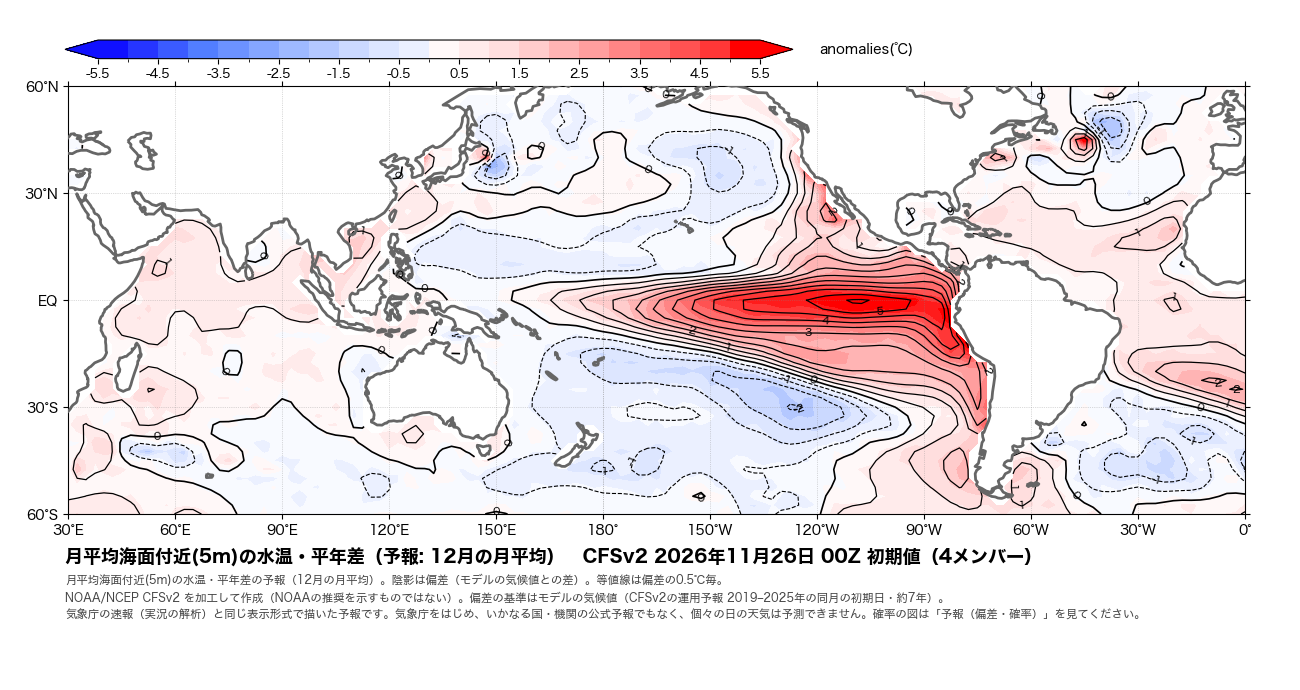 anomalies(℃)
-5.5 -4.5 -3.5 -2.5 -1.5 -0.5 0.5 1.5 2.5 3.5 4.5 5.5
60°N
30°N
EQ
30°S
60°S
30°E 60°E 90°E 120°E 150°E 180° 150°W 120°W 90°W 60°W 30°W 0°
月平均海面付近(5m)の水温・平年差（予報: 12月の月平均）　CFSv2 2026年11月26日 00Z 初期値（4メンバー）
月平均海面付近(5m)の水温・平年差の予報（12月の月平均）。陰影は偏差（モデルの気候値との差）。等値線は偏差の0.5℃毎。
NOAA/NCEP CFSv2 を加工して作成（NOAAの推奨を示すものではない）。偏差の基準はモデルの気候値（CFSv2の運用予報 2019–2025年の同月の初期日・約7年）。
気象庁の速報（実況の解析）と同じ表示形式で描いた予報です。気象庁をはじめ、いかなる国・機関の公式予報でもなく、個々の日の天気は予測できません。確率の図は「予報（偏差・確率）」を見てください。